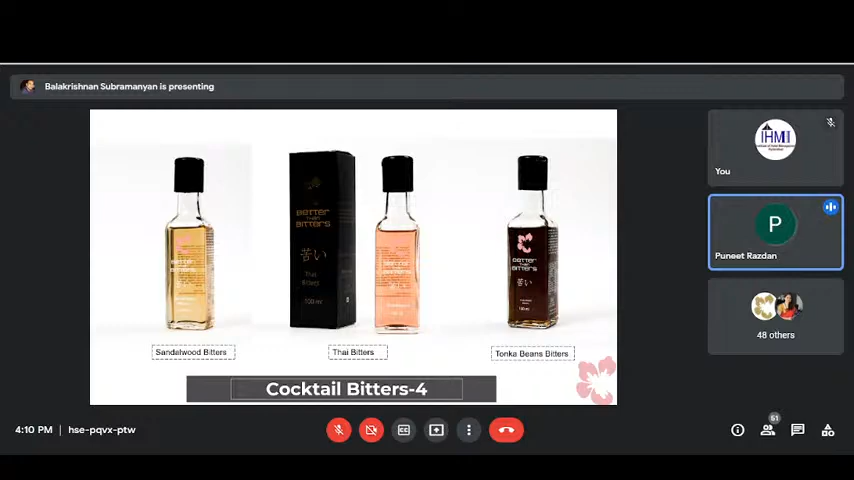 Balakrishnan Subramanyan is presenting
BETTER
THAN
BITTERS
苦い
Thai
Bitters
100 ml
BETTER
THAN
BITTERS
苦い
Sandalwood Bitters
Thai Bitters
Tonka Beans Bitters
Cocktail Bitters-4
IHM
You
P
Puneet Razdan
48 others
4:10 PM | hse-pqvx-ptw
51